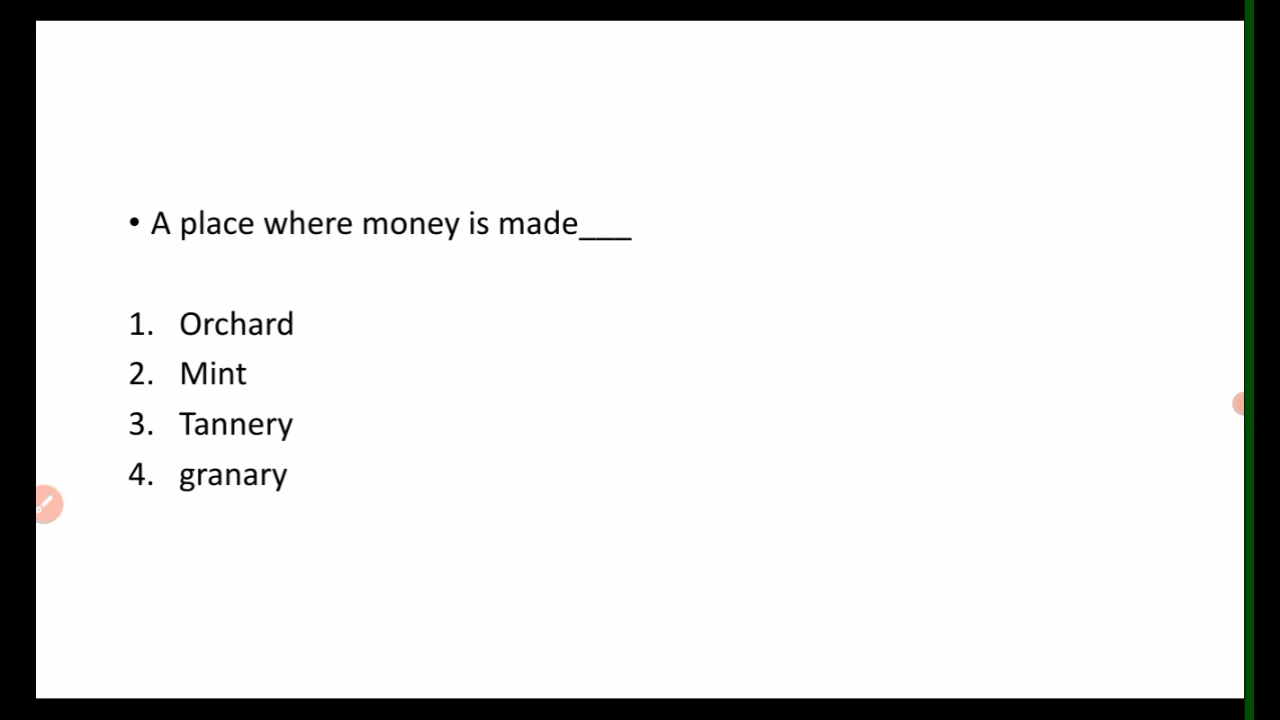 • A place where money is made___
1. Orchard
2. Mint
3. Tannery
4. granary